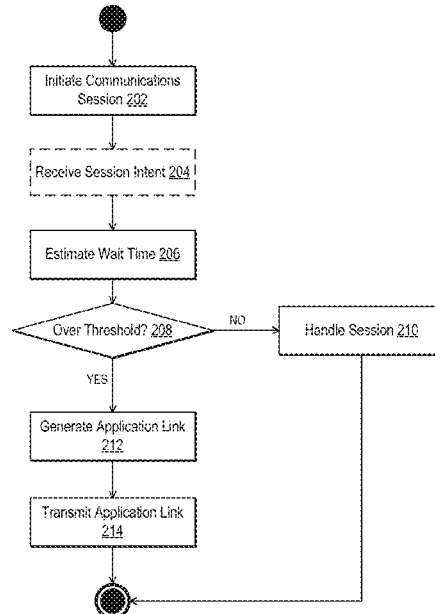 Initiate Communications
Session 202
Receive Session Intent 204
Estimate Wait Time 206
Over Threshold? 208
NO
Handle Session 210
YES
Generate Application Link
212
Transmit Application Link
214